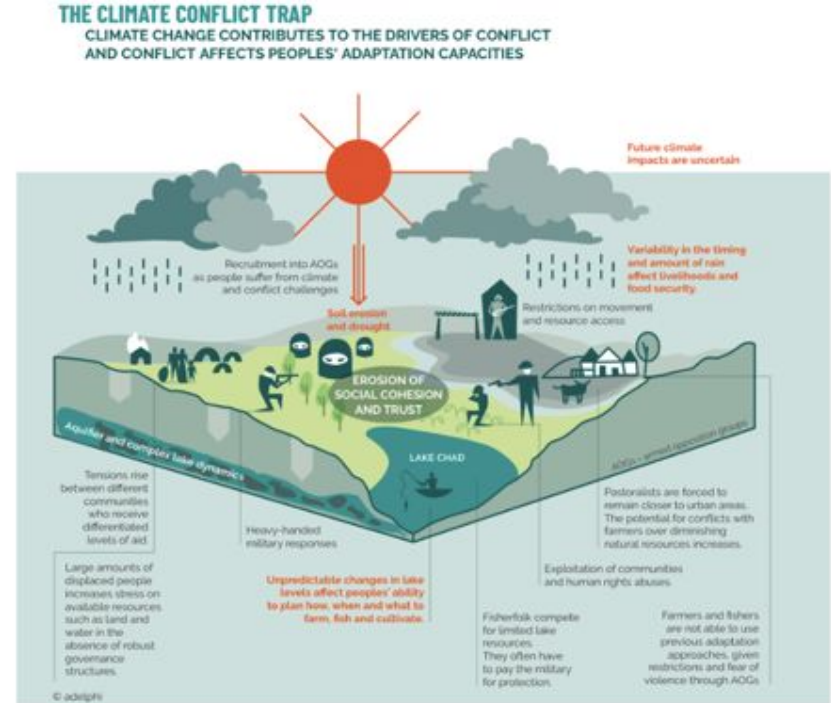 THE CLIMATE CONFLICT TRAP
CLIMATE CHANGE CONTRIBUTES TO THE DRIVERS OF CONFLICT
AND CONFLICT AFFECTS PEOPLES' ADAPTATION CAPACITIES
Future climate
impacts are uncertain
Recruitment into AOGs
as people suffer from climate
and conflict challenges
Variability in the timing
and amount of rain
affect livelihoods and
food security.
Soil erosion
and drought
Restrictions on movement
and resource access
EROSION OF
SOCIAL COHESION
AND TRUST
Aquifier and complex lake dynamics
LAKE CHAD
AOGs = armed opposition groups
Tensions rise
between different
communities
who receive
differentiated
levels of aid.
Heavy-handed
military responses
Pastoralists are forced to
remain closer to urban areas.
The potential for conflicts with
farmers over diminishing
natural resources increases.
Large amounts of
displaced people
increases stress on
available resources
such as land and
water in the
absence of robust
governance
structures.
Unpredictable changes in lake
levels affect peoples' ability
to plan how, when and what to
farm, fish and cultivate.
Exploitation of communities
and human rights abuses.
Fisherfolk compete
for limited lake
resources.
They often have
to pay the military
for protection.
Farmers and fishers
are not able to use
previous adaptation
approaches, given
restrictions and fear of
violence through AOGs
© adelphi